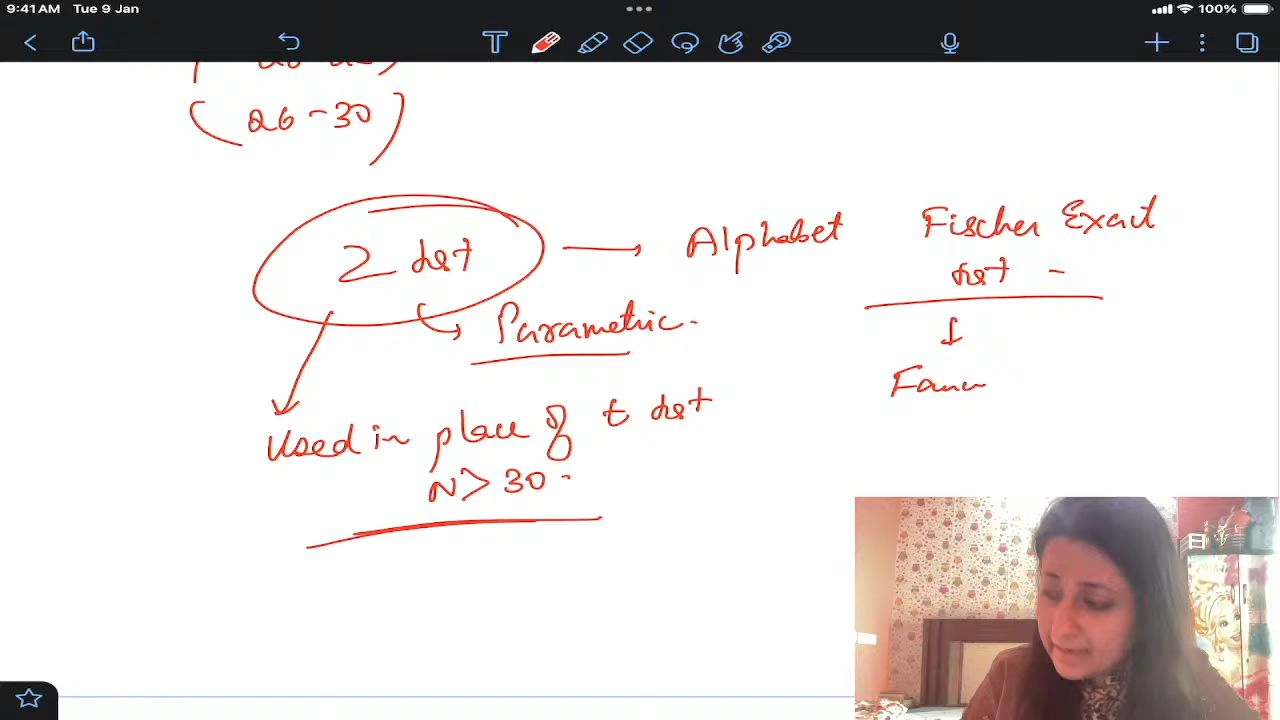 9:41 AM Tue 9 Jan
100%
(26-30)
Z test → Alphabet
Parametric.
Used in place of t test
N > 30
Fischer Exact
test -